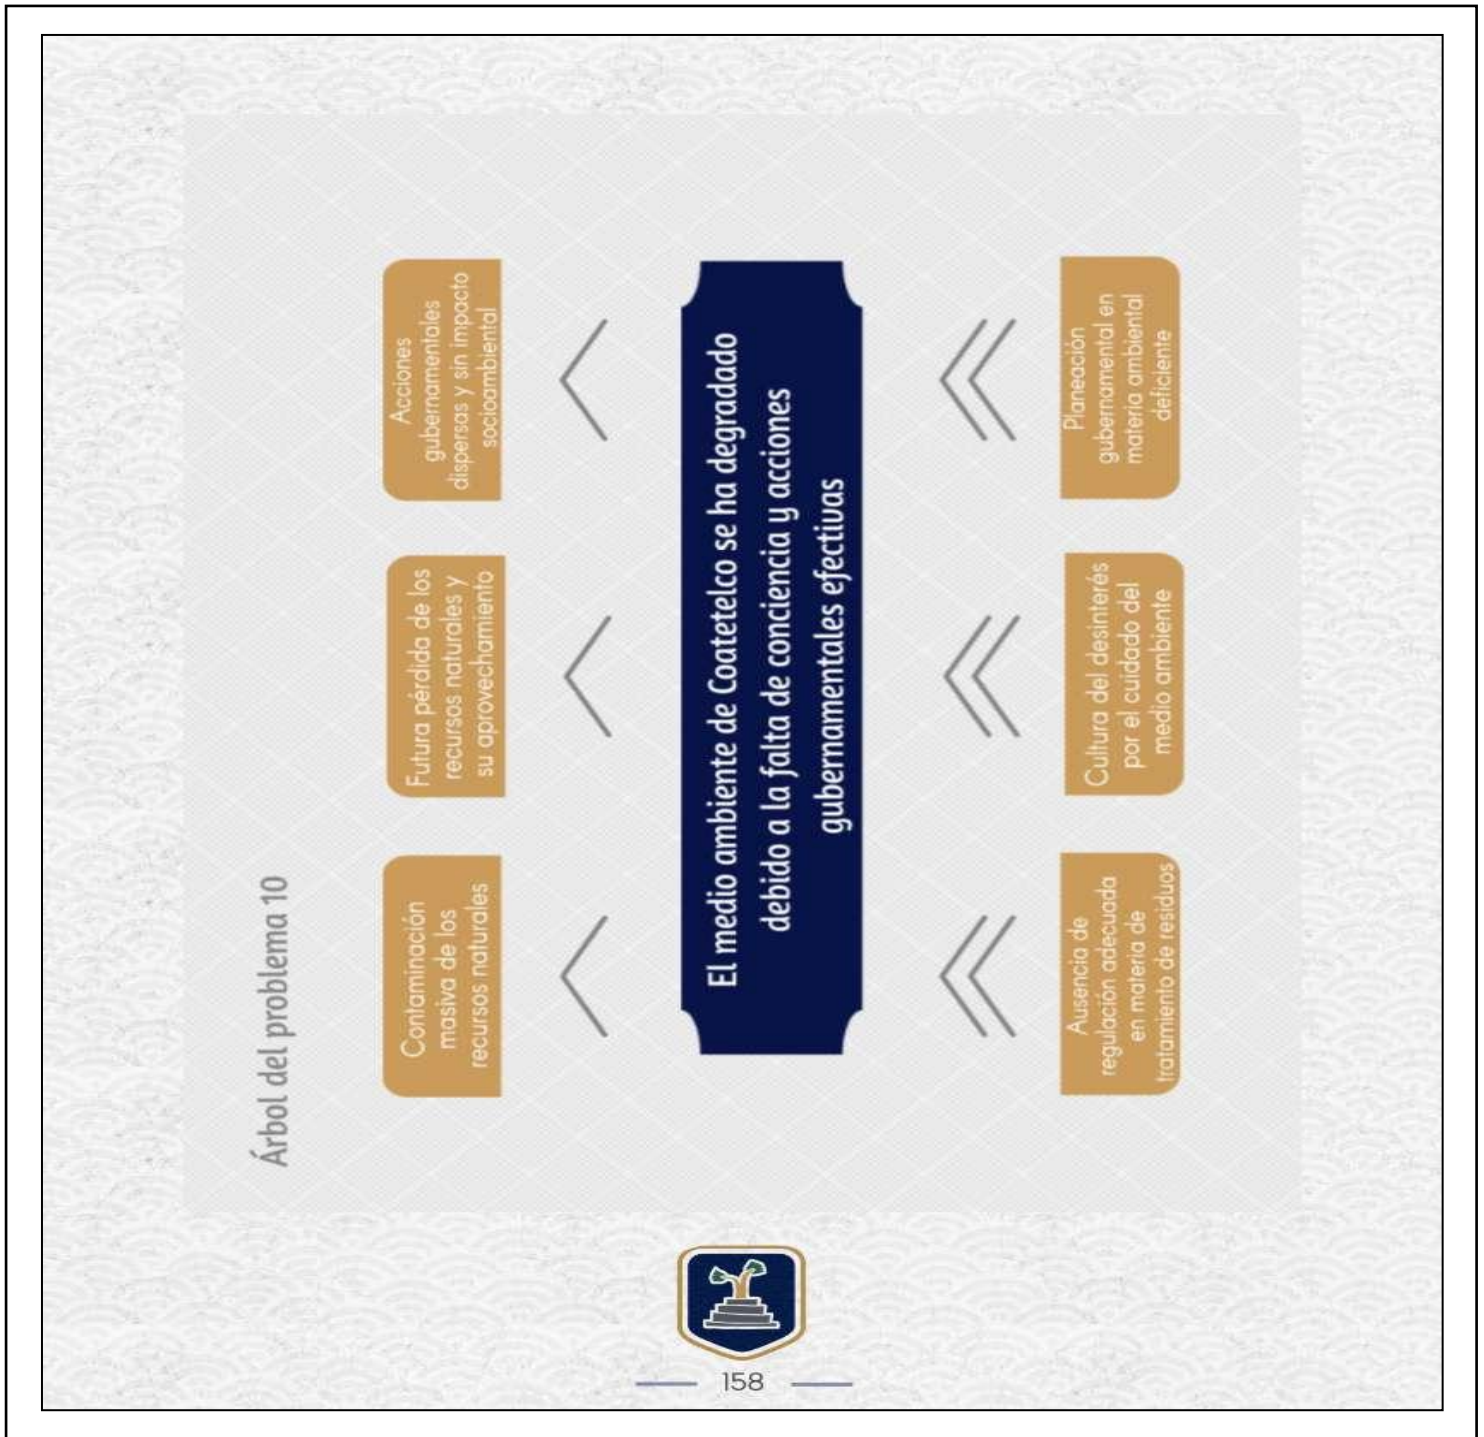 Árbol del problema 10
Contaminación
masiva de los
recursos naturales
Futura pérdida de los
recursos naturales y
su aprovechamiento
Acciones
gubernamentales
dispersas y sin impacto
socioambiental
El medio ambiente de Coatetelco se ha degradado
debido a la falta de conciencia y acciones
gubernamentales efectivas
Ausencia de
regulación adecuada
en materia de
tratamiento de residuos
Cultura del desinterés
por el cuidado del
medio ambiente
Planeación
gubernamental en
materia ambiental
deficiente
158